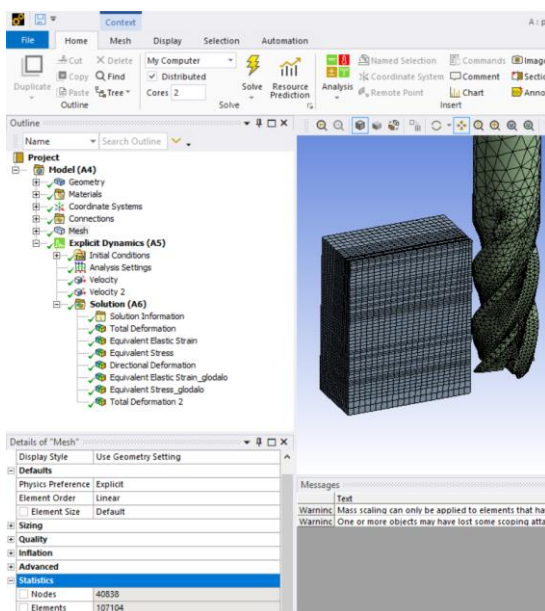 Context
A : p
File Home Mesh Display Selection Automation
Duplicate
Cut
Copy
Paste
Delete
Find
Tree
Outline
My Computer
Distributed
Cores 2
Solve
Resource Prediction
Solve
Analysis
Named Selection
Coordinate System
Remote Point
Commands
Comment
Chart
Image
Sectio
Anno
Insert
Outline
Name Search Outline
Project
Model (A4)
Geometry
Materials
Coordinate Systems
Connections
Mesh
Explicit Dynamics (A5)
Initial Conditions
Analysis Settings
Velocity
Velocity 2
Solution (A6)
Solution Information
Total Deformation
Equivalent Elastic Strain
Equivalent Stress
Directional Deformation
Equivalent Elastic Strain_glodalo
Equivalent Stress_glodalo
Total Deformation 2
Details of "Mesh"
Display Style Use Geometry Setting
Defaults
Physics Preference Explicit
Element Order Linear
Element Size Default
Sizing
Quality
Inflation
Advanced
Statistics
Nodes 40838
Elements 107104
Messages
Text
Warninc Mass scaling can only be applied to elements that ha
Warninc One or more objects may have lost some scoping atta